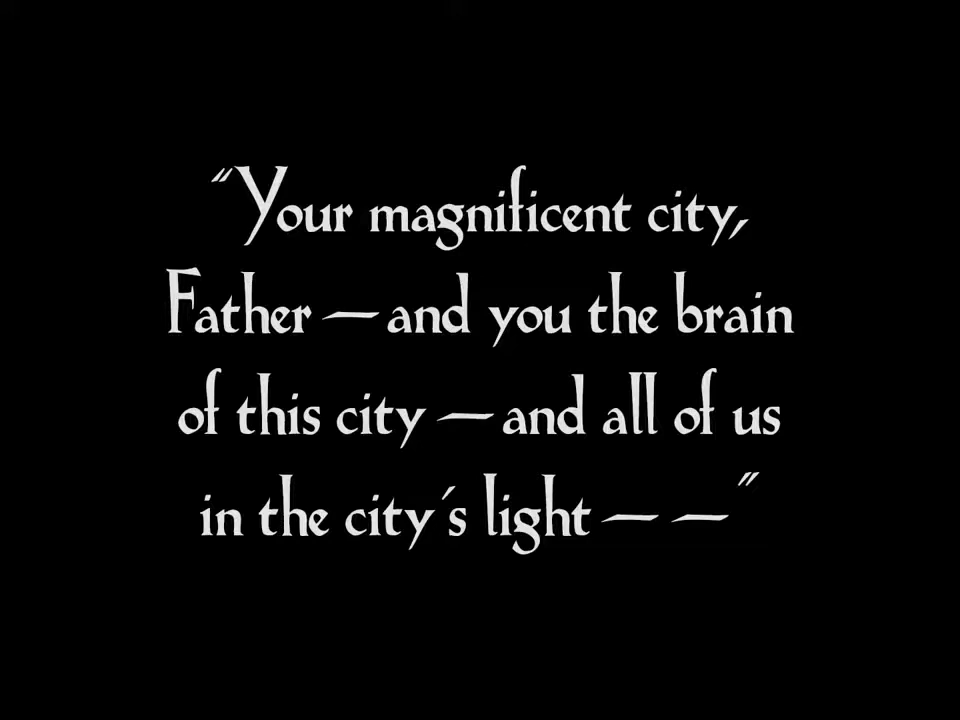 "Your magnificent city,
Father — and you the brain
of this city — and all of us
in the city's light — — "